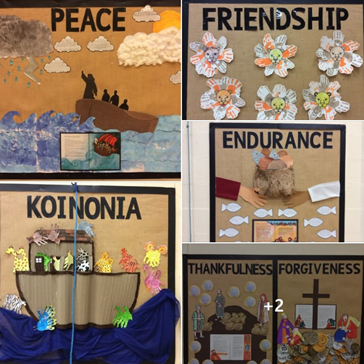 PEACE
FRIENDSHIP
ENDURANCE
KOINONIA
THANKFULNESS
FORGIVENESS
+2